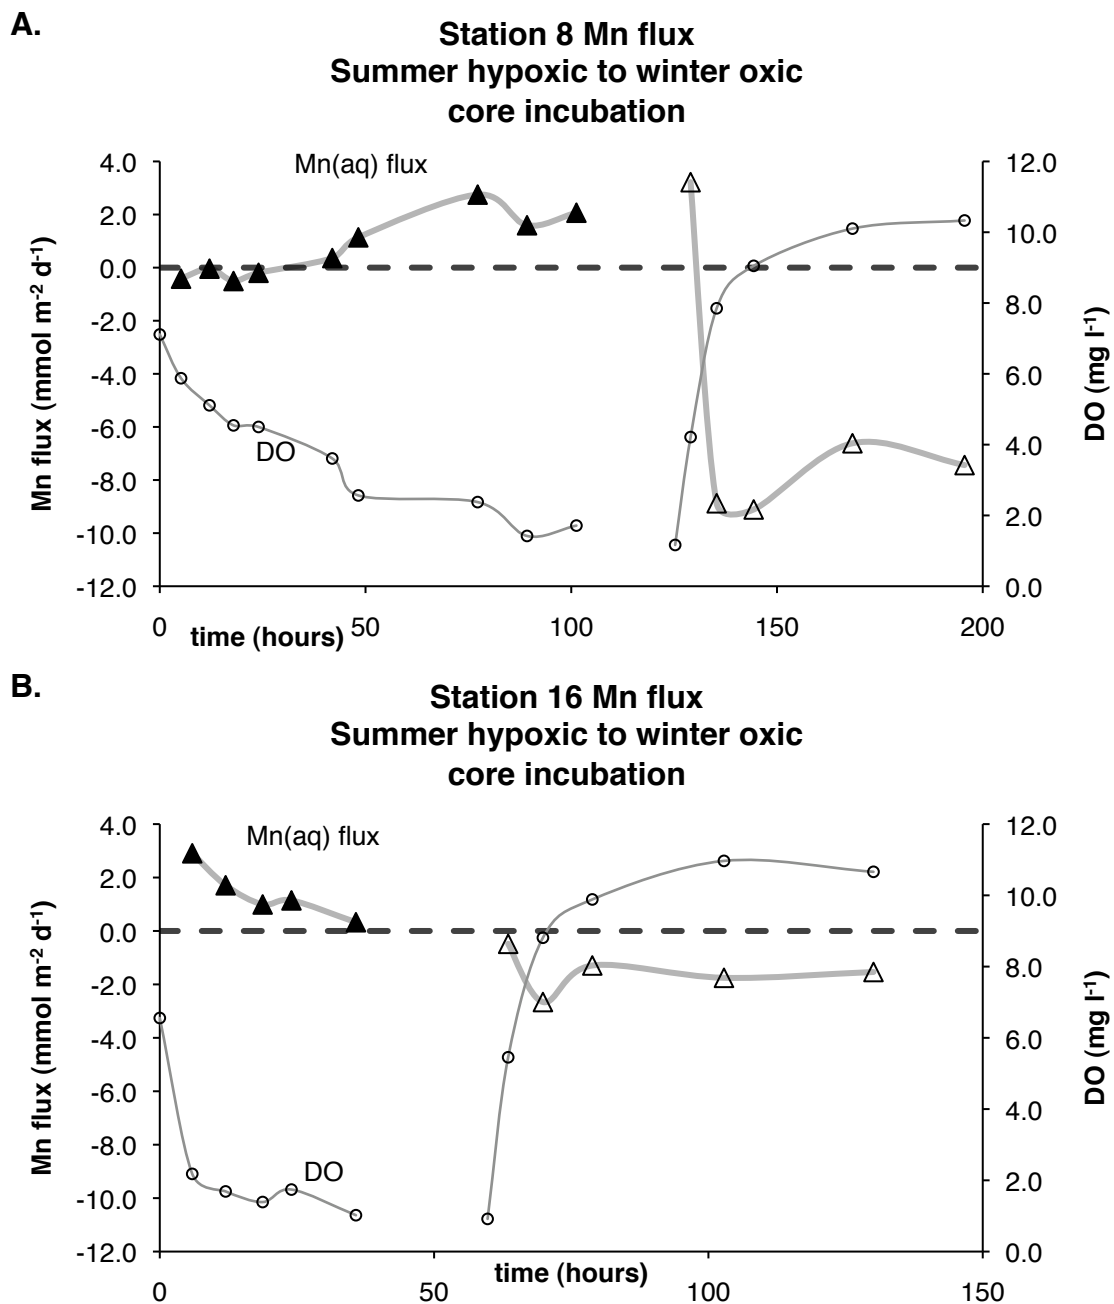 A.
Station 8 Mn flux
Summer hypoxic to winter oxic
core incubation
Mn(aq) flux
4.0
2.0
0.0
-2.0
-4.0
-6.0
-8.0
-10.0
-12.0
Mn flux (mmol m-2 d-1)
DO
12.0
10.0
8.0
6.0
4.0
2.0
0.0
DO (mg l-1)
0 50 100 150 200
time (hours)
B.
Station 16 Mn flux
Summer hypoxic to winter oxic
core incubation
Mn(aq) flux
4.0
2.0
0.0
-2.0
-4.0
-6.0
-8.0
-10.0
-12.0
Mn flux (mmol m-2 d-1)
DO
12.0
10.0
8.0
6.0
4.0
2.0
0.0
DO (mg l-1)
time (hours)
0 50 100 150